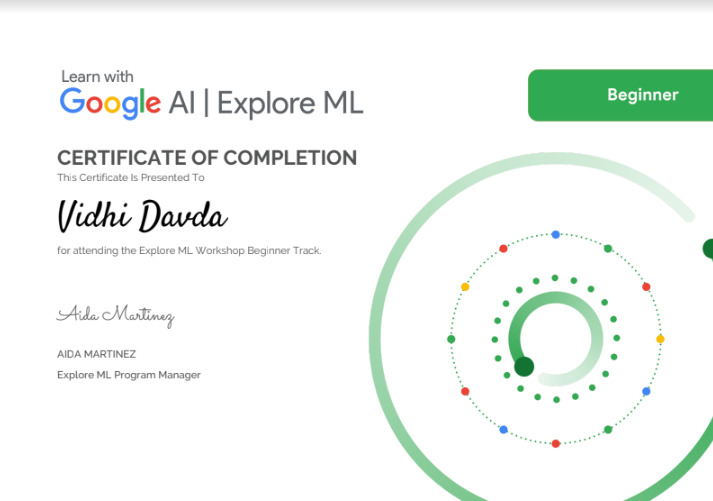 Learn with
Google AI | Explore ML
Beginner
CERTIFICATE OF COMPLETION
This Certificate Is Presented To
Vidhi Davda
for attending the Explore ML Workshop Beginner Track.
Aida Martinez
AIDA MARTINEZ
Explore ML Program Manager